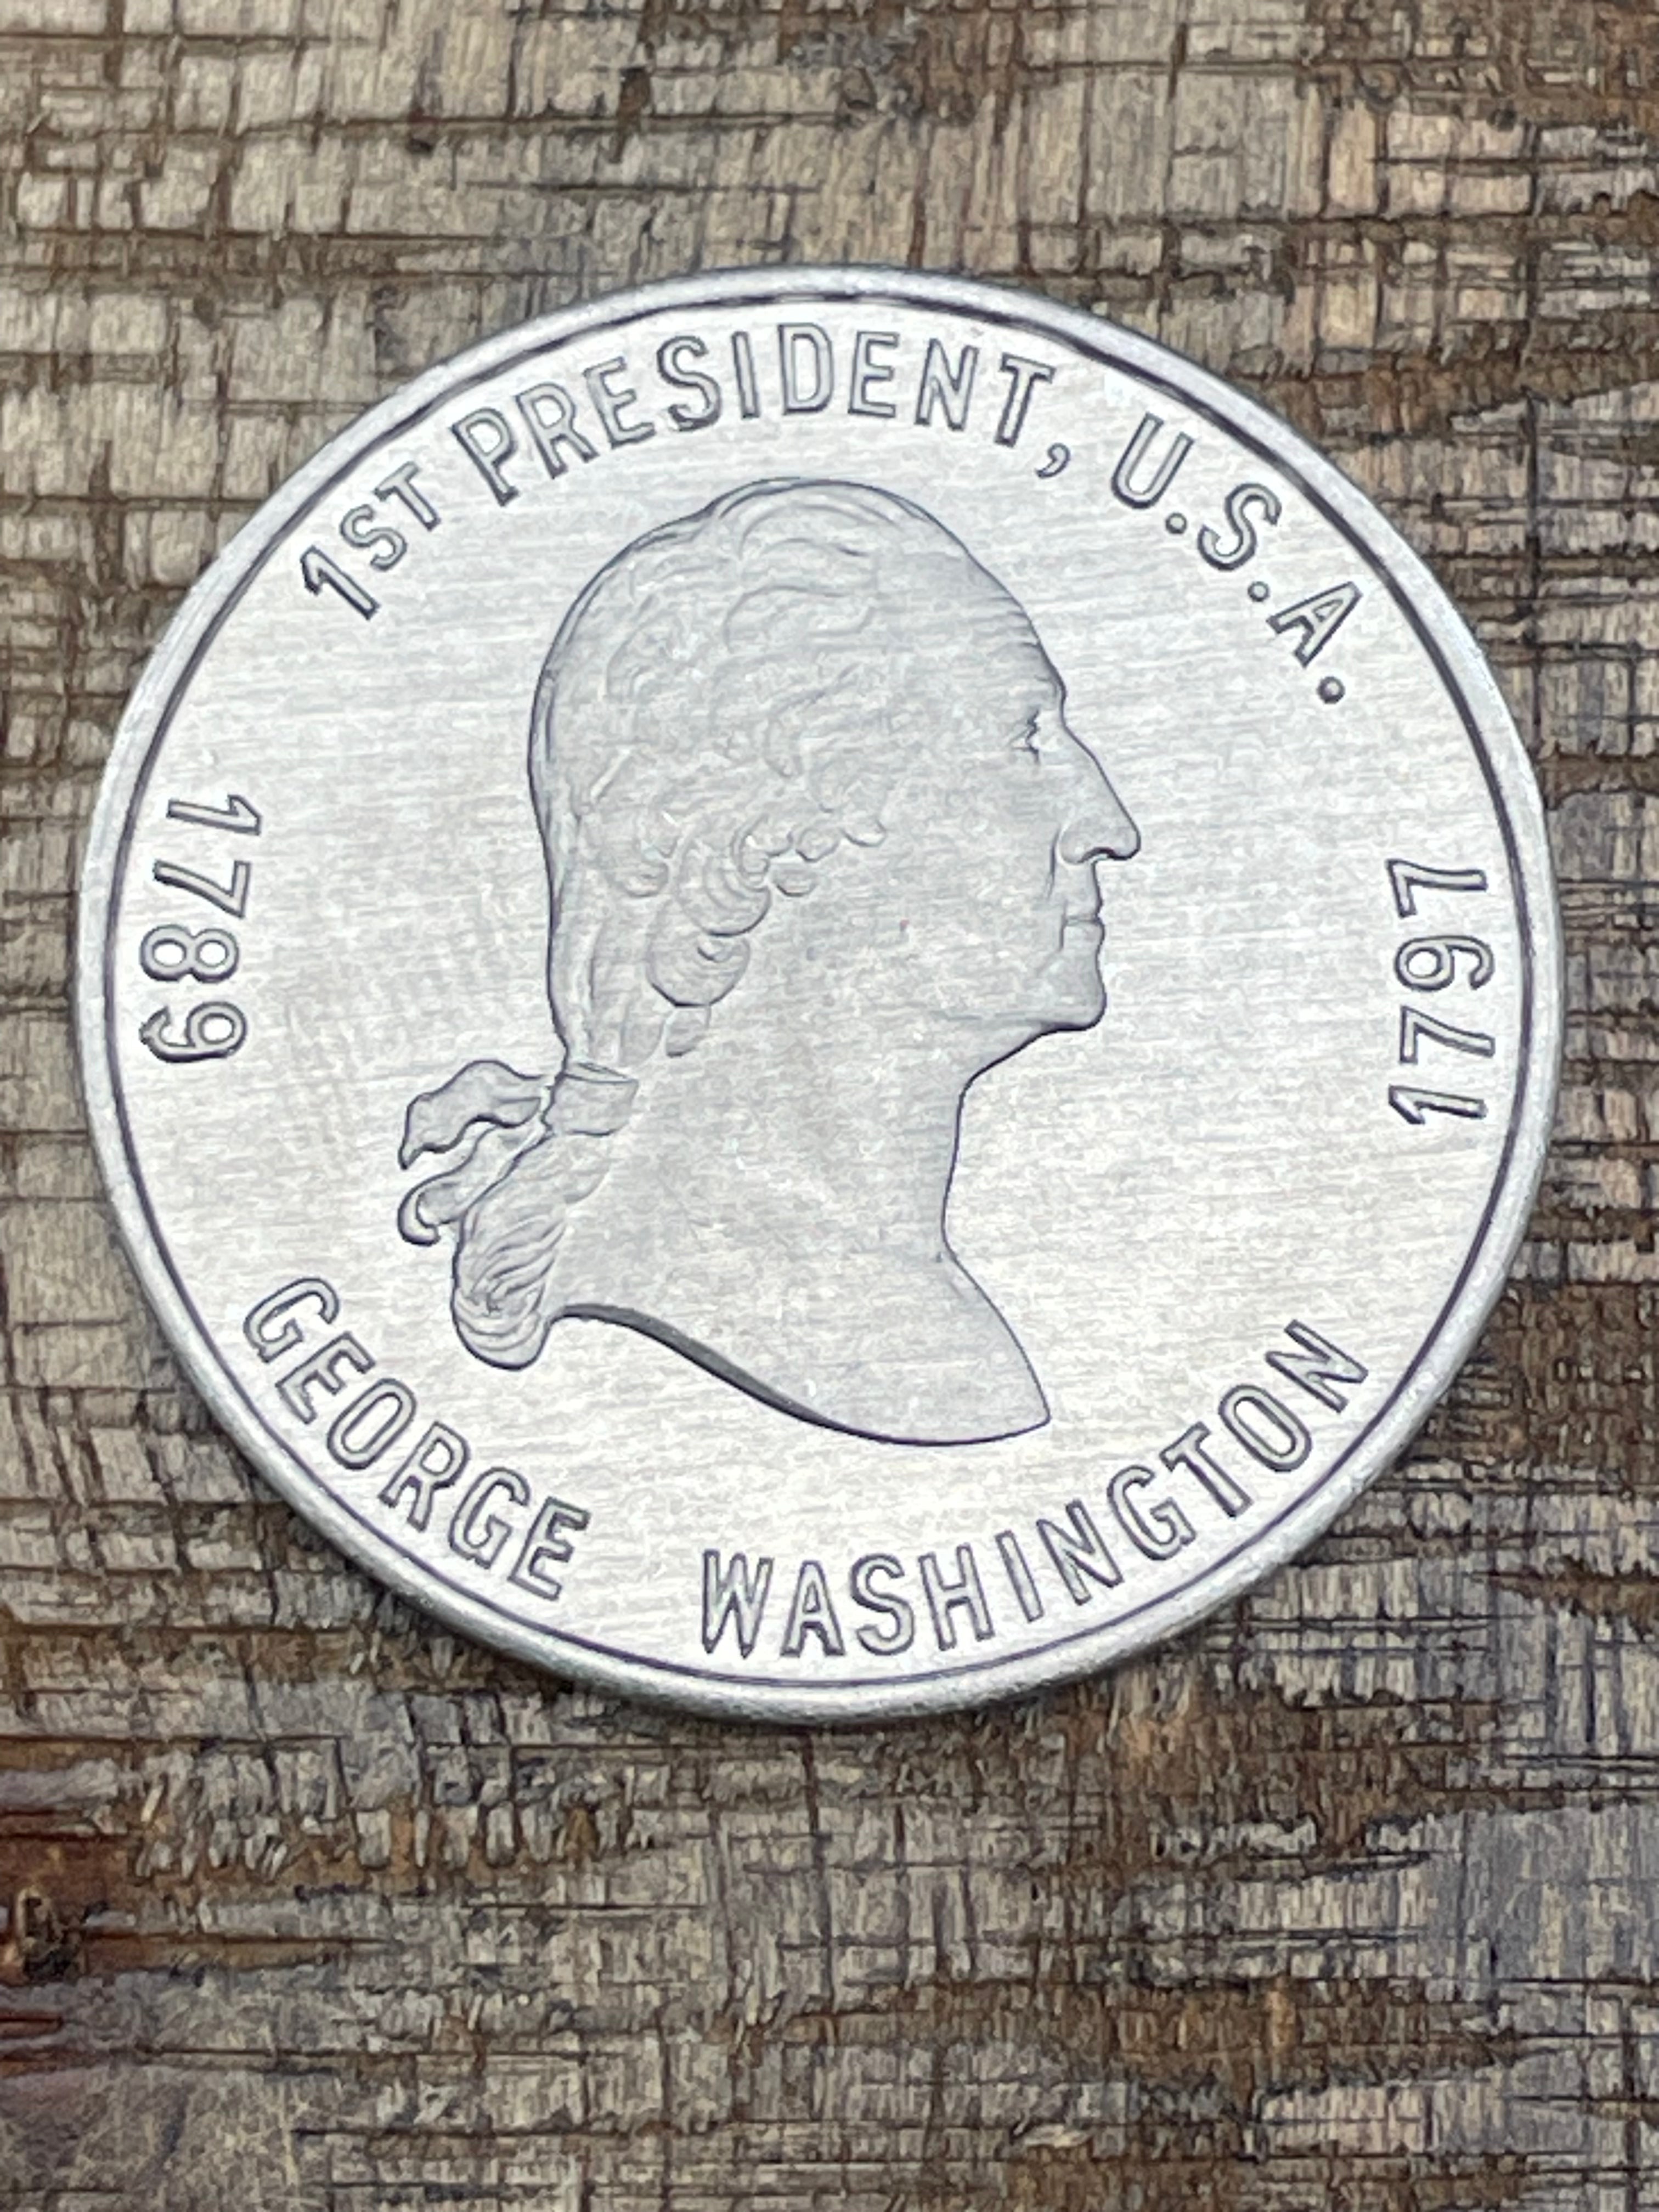 1ST PRESIDENT, U.S.A.
1789
1797
GEORGE WASHINGTON